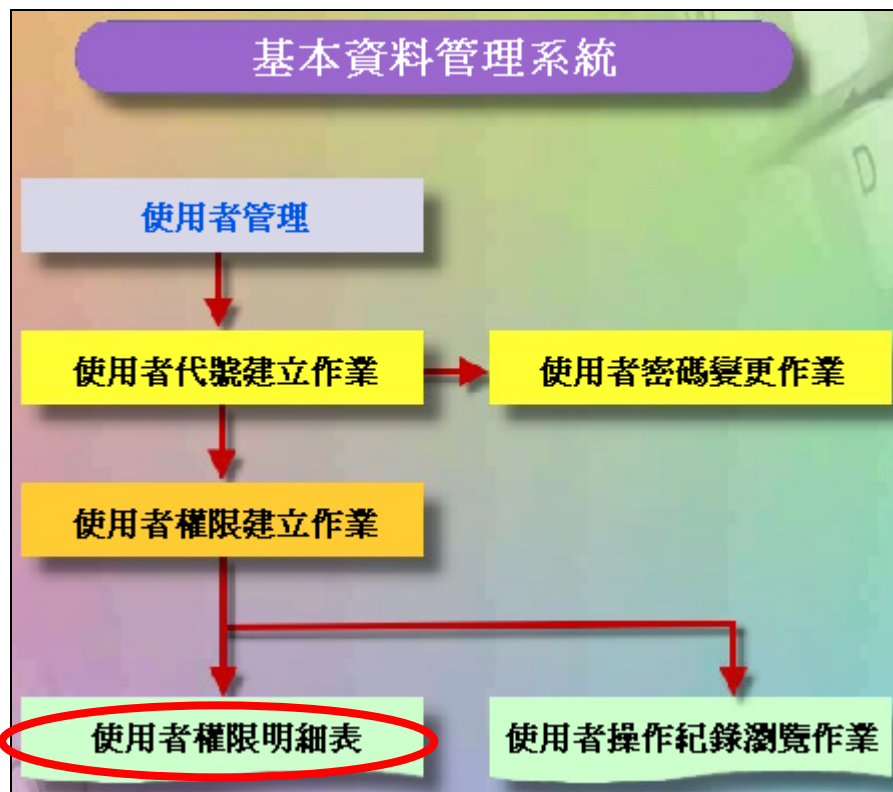 基本資料管理系統
使用者管理
使用者代號建立作業
使用者密碼變更作業
使用者權限建立作業
使用者權限明細表
使用者操作紀錄瀏覽作業
D